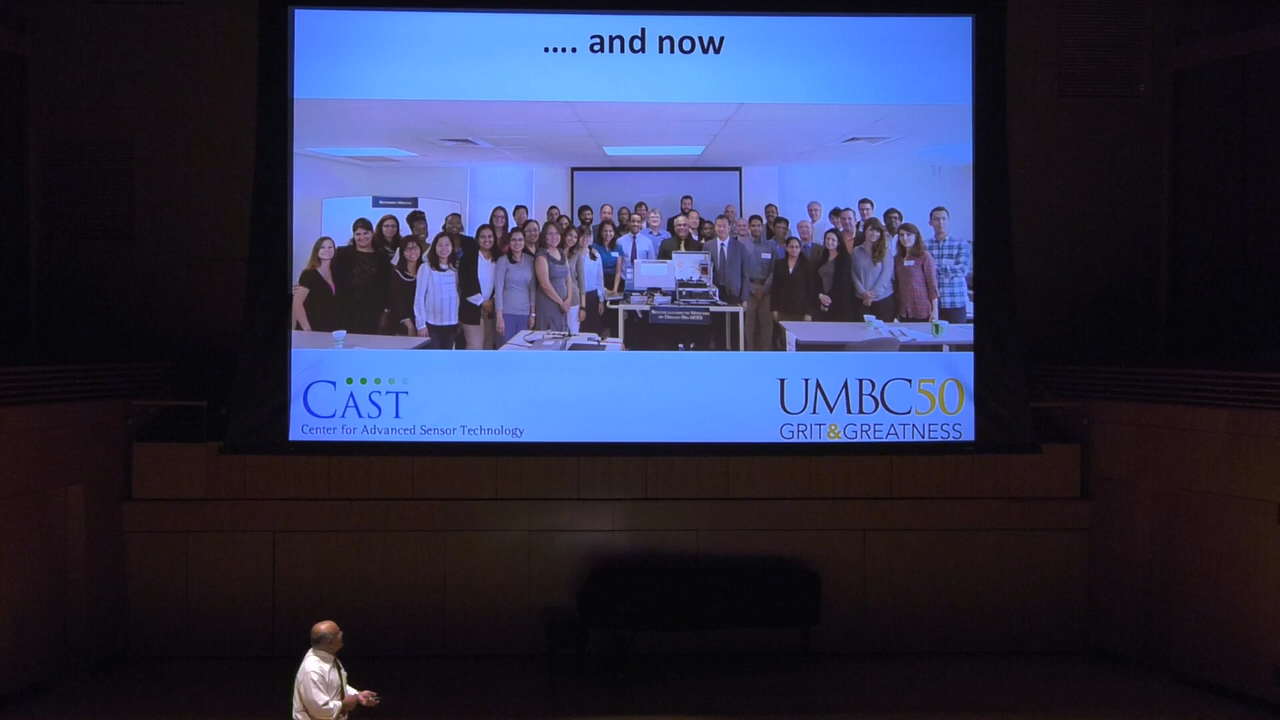 .... and now
CAST
Center for Advanced Sensor Technology
UMBC50
GRIT&GREATNESS